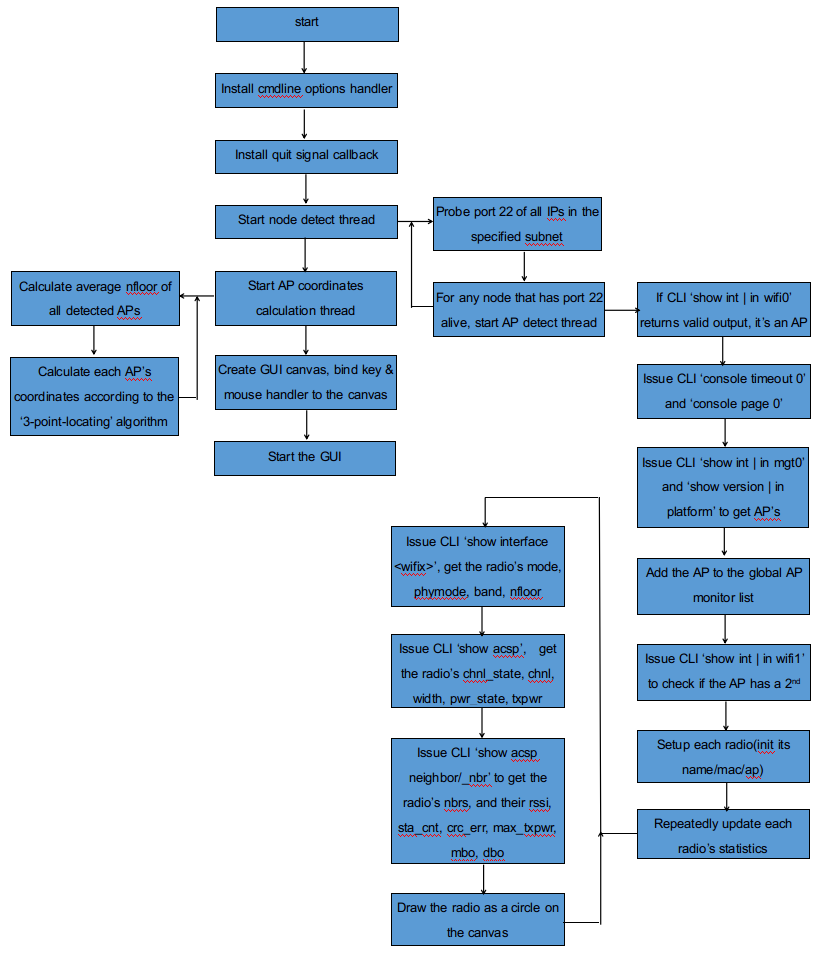 start
Install cmdline options handler
Install quit signal callback
Start node detect thread
Probe port 22 of all IPs in the
specified subnet
For any node that has port 22
alive, start AP detect thread
Start AP coordinates
calculation thread
Calculate average nfloor of
all detected APs
Calculate each AP’s
coordinates according to the
‘3-point-locating’ algorithm
Create GUI canvas, bind key &
mouse handler to the canvas
Start the GUI
If CLI ‘show int | in wifi0’
returns valid output, it’s an AP
Issue CLI ‘console timeout 0’
and ‘console page 0’
Issue CLI ‘show int | in mgt0’
and ‘show version | in
platform’ to get AP’s
Add the AP to the global AP
monitor list
Issue CLI ‘show int | in wifi1’
to check if the AP has a 2nd
Setup each radio(init its
name/mac/ap)
Repeatedly update each
radio’s statistics
Issue CLI ‘show interface
<wifix>’, get the radio’s mode,
phymode, band, nfloor
Issue CLI ‘show acsp’, get
the radio’s chnl_state, chnl,
width, pwr_state, txpwr
Issue CLI ‘show acsp
neighbor/_nbr’ to get the
radio’s nbrs, and their rssi,
sta_cnt, crc_err, max_txpwr,
mbo, dbo
Draw the radio as a circle on
the canvas